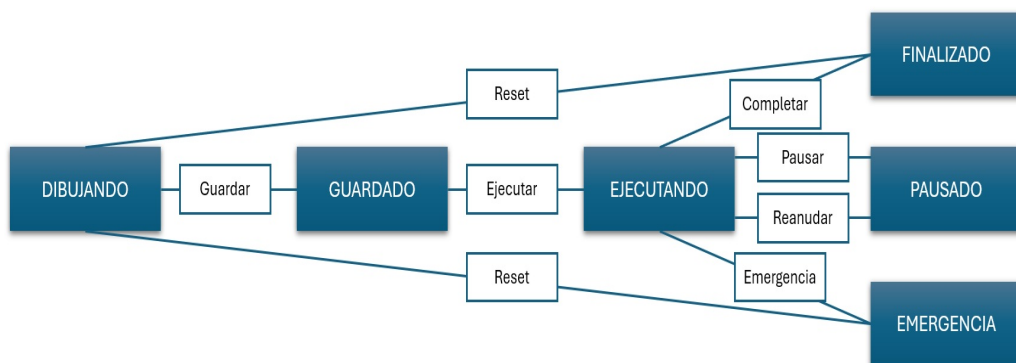 FINALIZADO
Reset
Completar
Pausar
DIBUJANDO
Guardar
GUARDADO
Ejecutar
EJECUTANDO
PAUSADO
Reanudar
Reset
Emergencia
EMERGENCIA